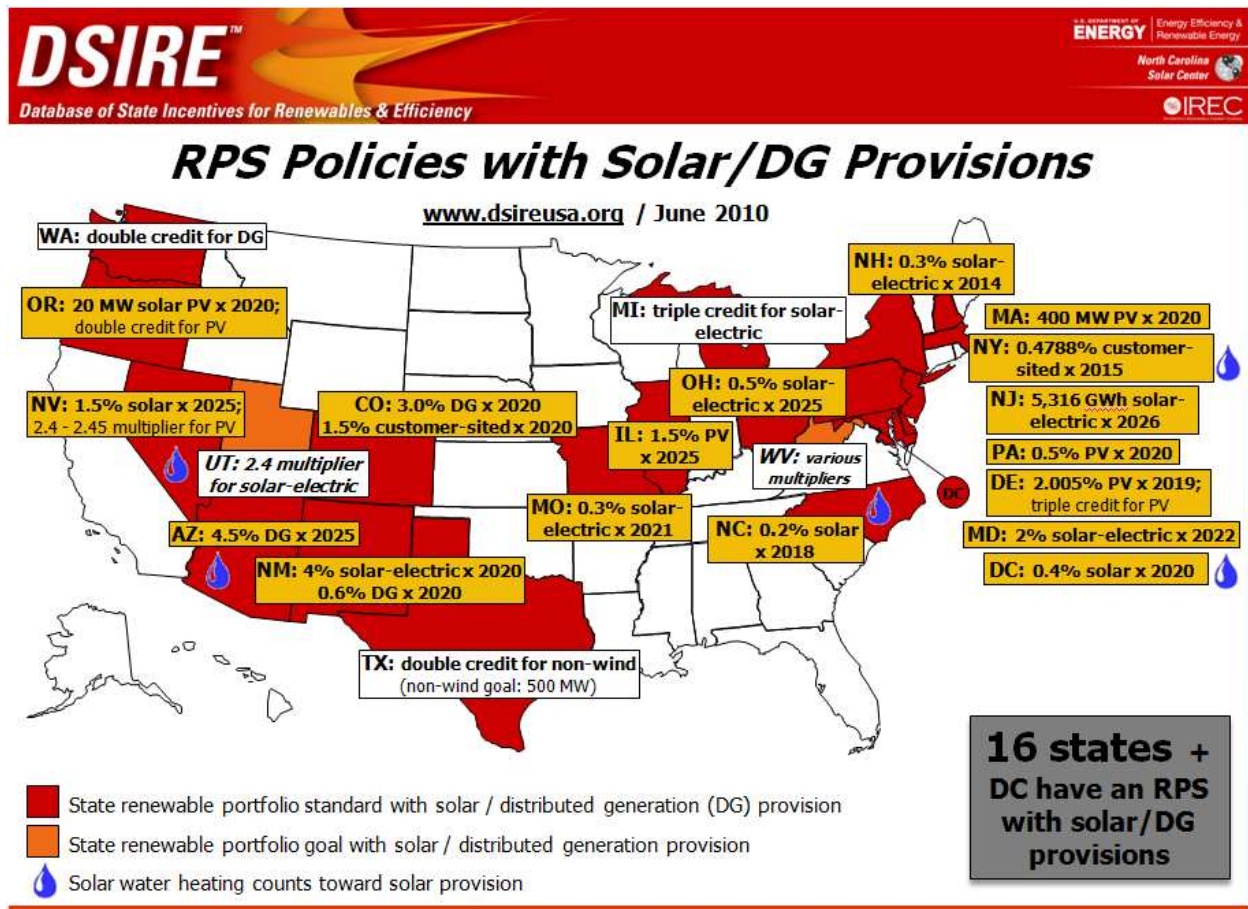 DSIRE™
Database of State Incentives for Renewables & Efficiency
U.S. DEPARTMENT OF
ENERGY
Energy Efficiency &
Renewable Energy
North Carolina
Solar Center
IREC
RPS Policies with Solar/DG Provisions
www.dsireusa.org / June 2010
WA: double credit for DG
OR: 20 MW solar PV x 2020;
double credit for PV
NV: 1.5% solar x 2025;
2.4 - 2.45 multiplier for PV
UT: 2.4 multiplier
for solar-electric
CO: 3.0% DG x 2020
1.5% customer-sited x 2020
AZ: 4.5% DG x 2025
NM: 4% solar-electric x 2020
0.6% DG x 2020
TX: double credit for non-wind
(non-wind goal: 500 MW)
MI: triple credit for solar-
electric
OH: 0.5% solar-
electric x 2025
IL: 1.5% PV
x 2025
WV: various
multipliers
MO: 0.3% solar-
electric x 2021
NC: 0.2% solar
x 2018
DC
NH: 0.3% solar-
electric x 2014
MA: 400 MW PV x 2020
NY: 0.4788% customer-
sited x 2015
NJ: 5,316 GWh solar-
electric x 2026
PA: 0.5% PV x 2020
DE: 2.005% PV x 2019;
triple credit for PV
MD: 2% solar-electric x 2022
DC: 0.4% solar x 2020
16 states +
DC have an RPS
with solar/DG
provisions
State renewable portfolio standard with solar / distributed generation (DG) provision
State renewable portfolio goal with solar / distributed generation provision
Solar water heating counts toward solar provision